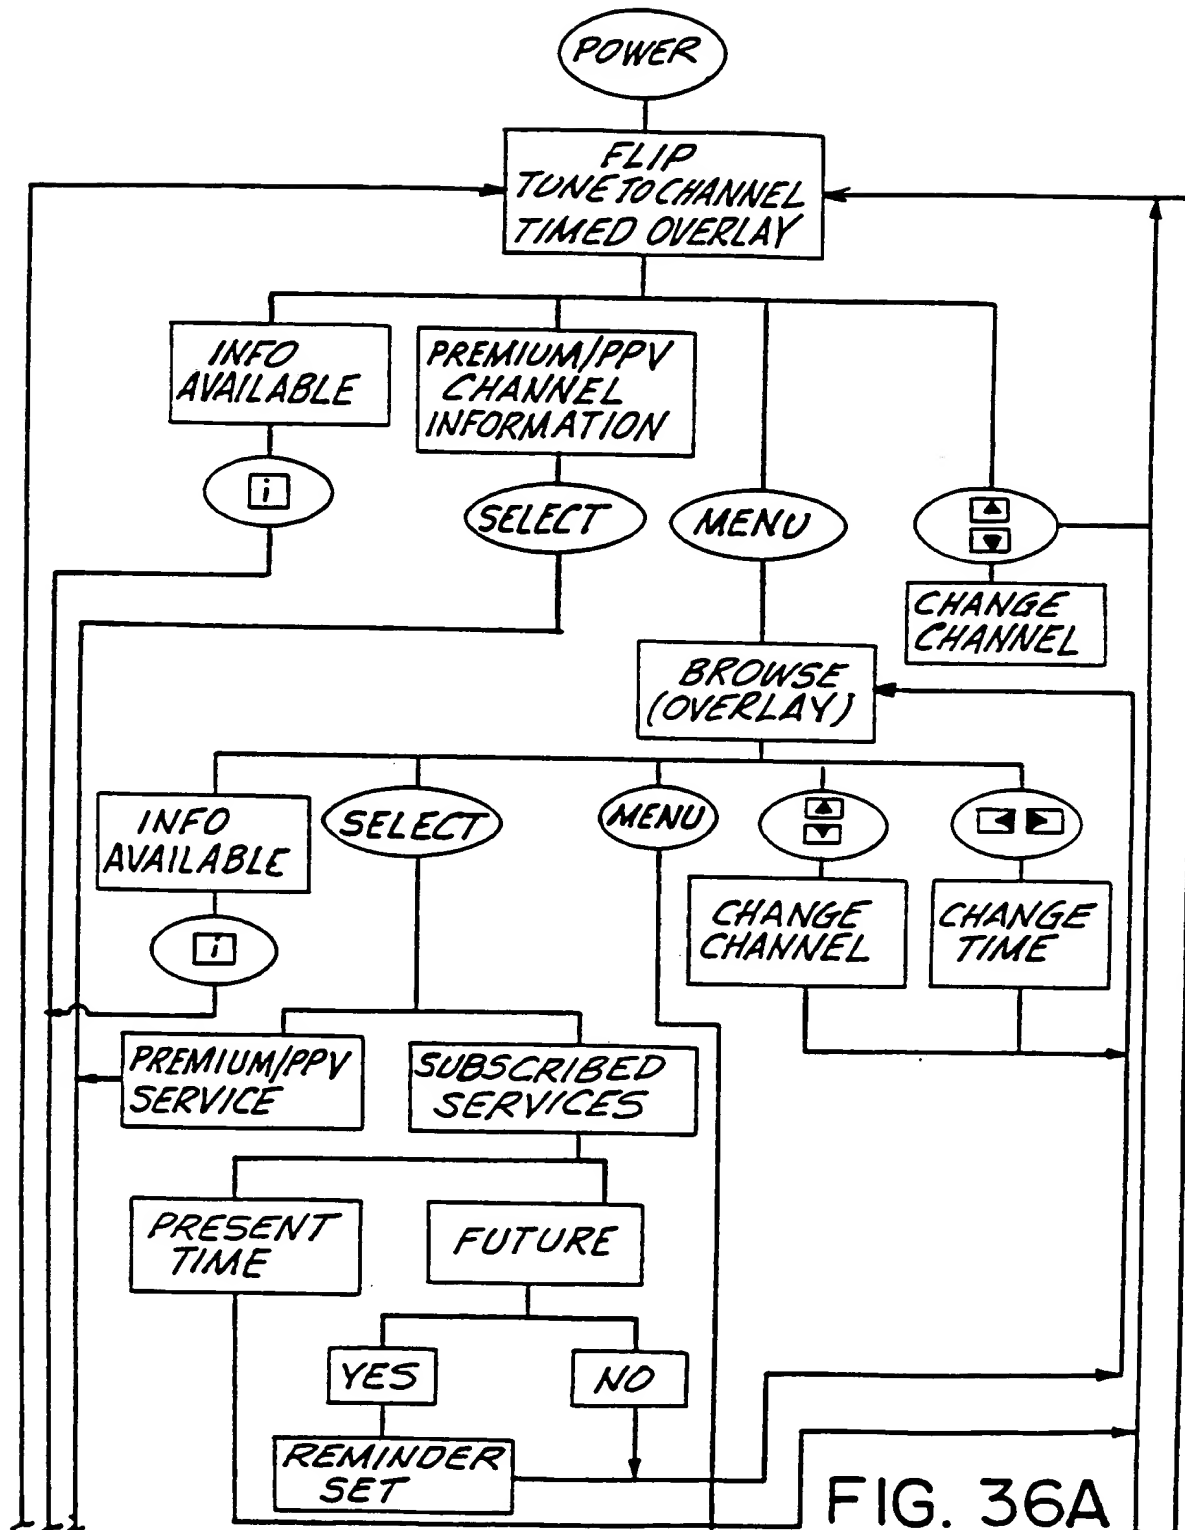 POWER
FLIP
TUNE TO CHANNEL
TIMED OVERLAY
INFO
AVAILABLE
PREMIUM/PPV
CHANNEL
INFORMATION
i
SELECT
MENU
CHANGE
CHANNEL
BROWSE
(OVERLAY)
INFO
AVAILABLE
SELECT
MENU
i
CHANGE
CHANNEL
CHANGE
TIME
PREMIUM/PPV
SERVICE
SUBSCRIBED
SERVICES
PRESENT
TIME
FUTURE
YES
NO
REMINDER
SET
FIG. 36A